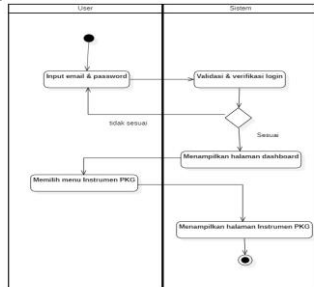 User
Sistem
Input email & password
Validasi & verifikasi login
tidak sesuai
Sesuai
Menampilkan halaman dashboard
Memilih menu Instrumen PKG
Menampilkan halaman Instrumen PKG